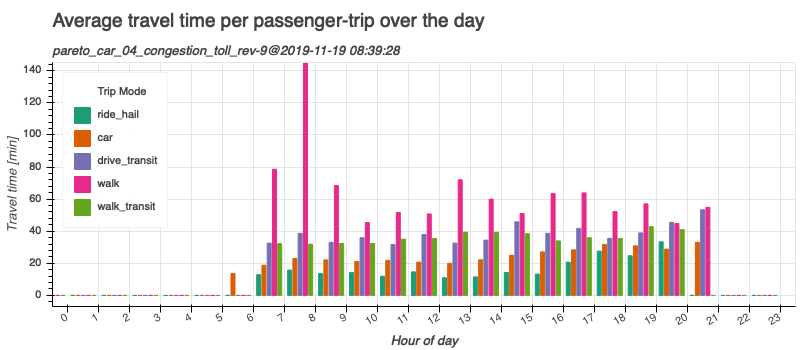 Average travel time per passenger-trip over the day
pareto_car_04_congestion_toll_rev-9@2019-11-19 08:39:28
140
120
100
80
60
40
20
0
Travel time [min]
Trip Mode
ride_hail
car
drive_transit
walk
walk_transit
0 1 2 3 4 5 6 7 8 9 10 11 12 13 14 15 16 17 18 19 20 21 22 23
Hour of day